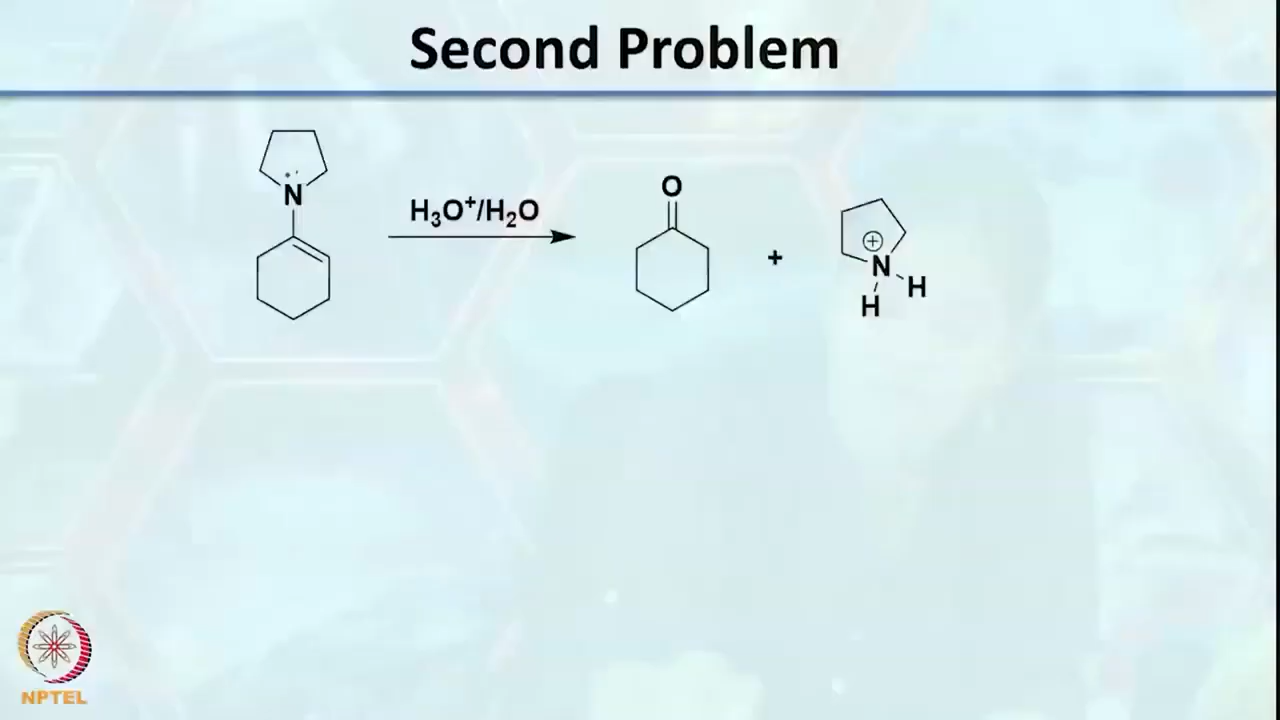 Second Problem
N
H₃O⁺/H₂O
O
+
⊕
N
H
H
NPTEL